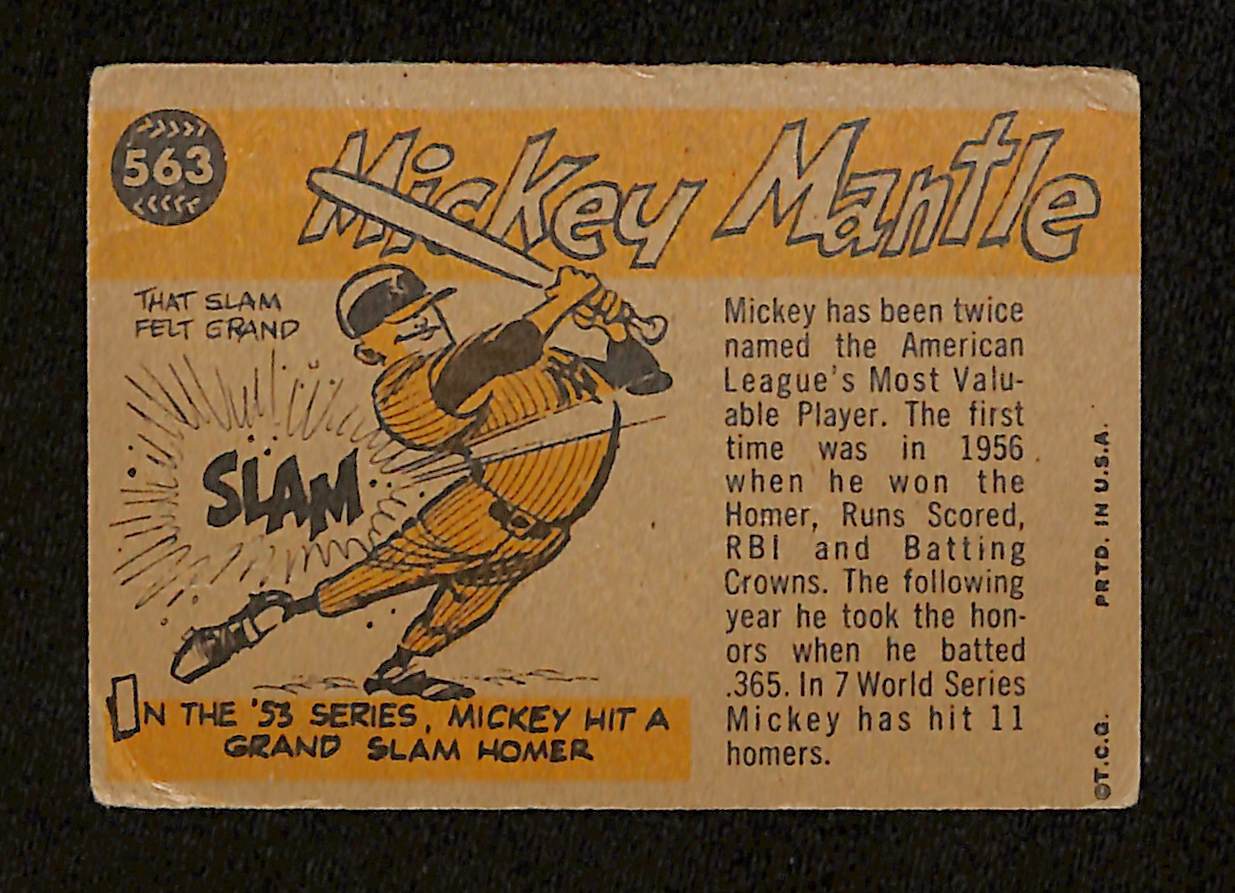 563
Mickey Mantle
THAT SLAM
FELT GRAND
SLAM
IN THE '53 SERIES, MICKEY HIT A
GRAND SLAM HOMER
Mickey has been twice
named the American
League's Most Valu-
able Player. The first
time was in 1956
when he won the
Homer, Runs Scored,
RBI and Batting
Crowns. The following
year he took the hon-
ors when he batted
.365. In 7 World Series
Mickey has hit 11
homers.
©T.C.G. PRTD. IN U.S.A.